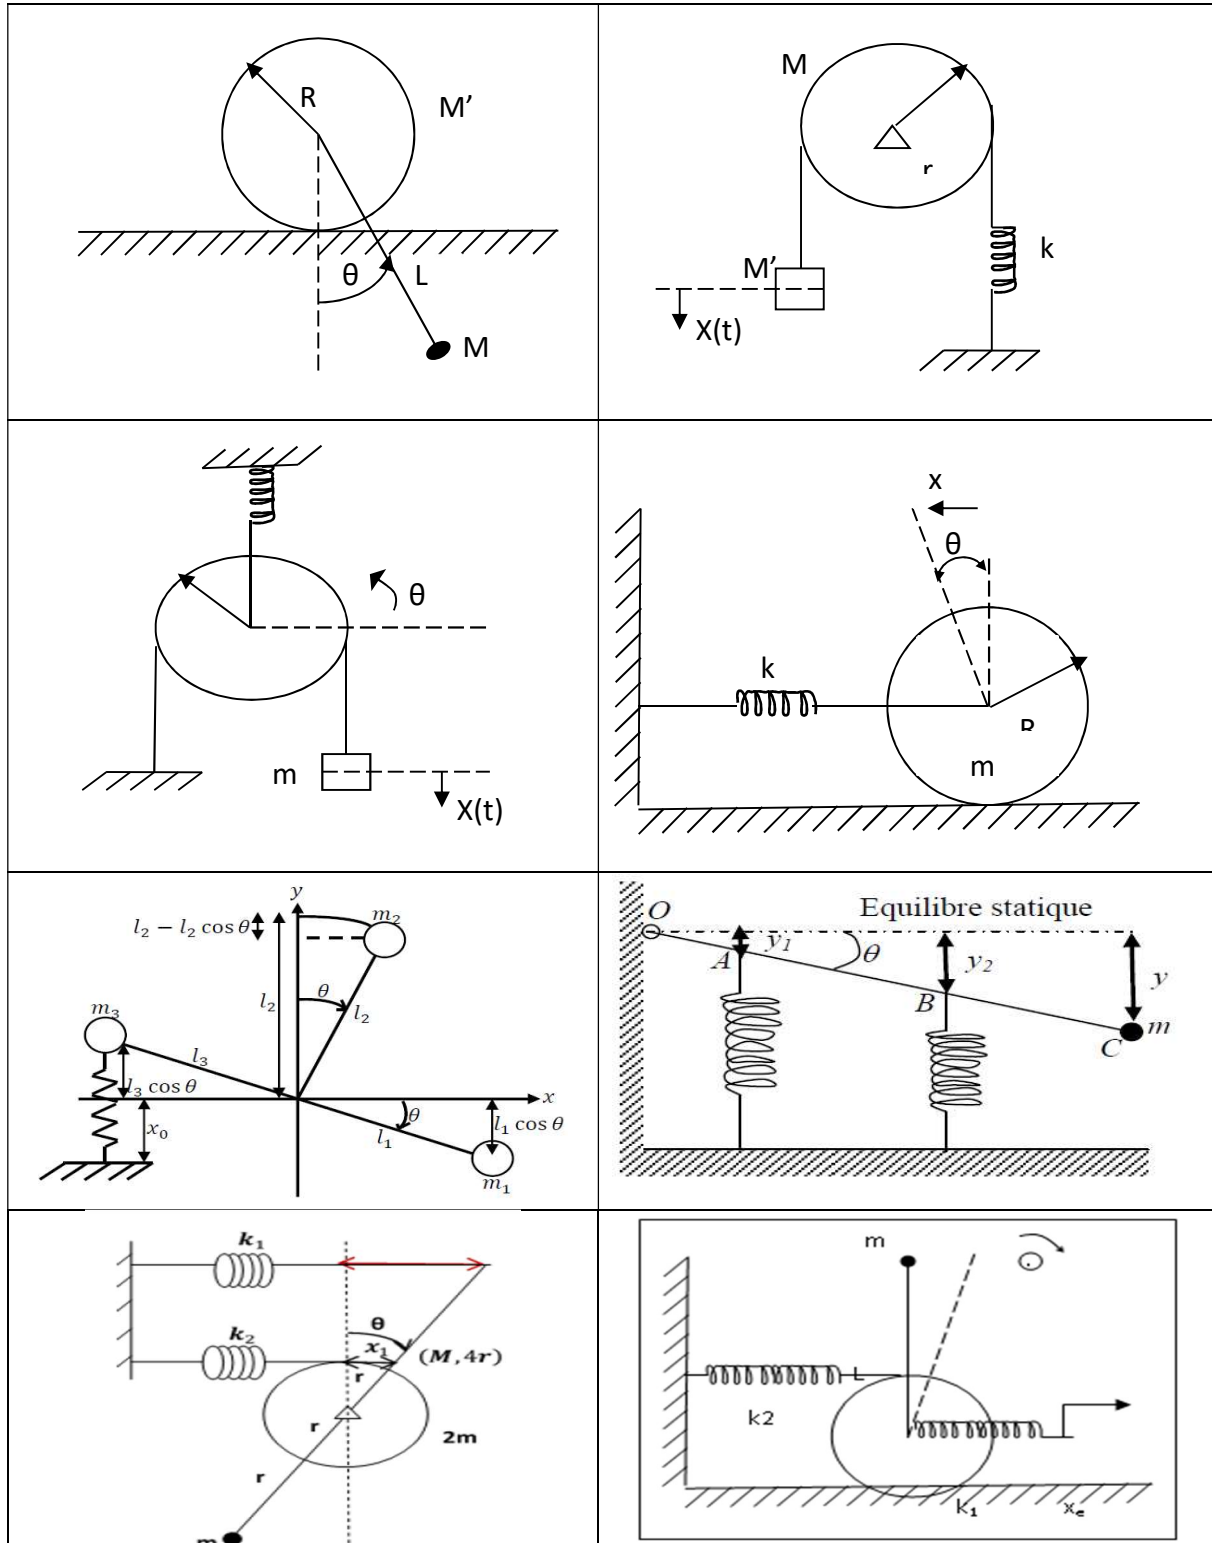 R
M'
θ
L
M
M
r
M'
k
X(t)
θ
m
X(t)
x
θ
k
R
m
y
l₂ − l₂ cos θ
m₂
θ
l₂
l₂
m₃
l₃
l₃ cos θ
x
x₀
θ
l₁
l₁ cos θ
m₁
O
Equilibre statique
y₁
A
θ
y₂
y
B
C
m
k₁
k₂
θ
x₁
(M, 4r)
r
r
2m
r
m
m
L
k2
k₁
xₑ